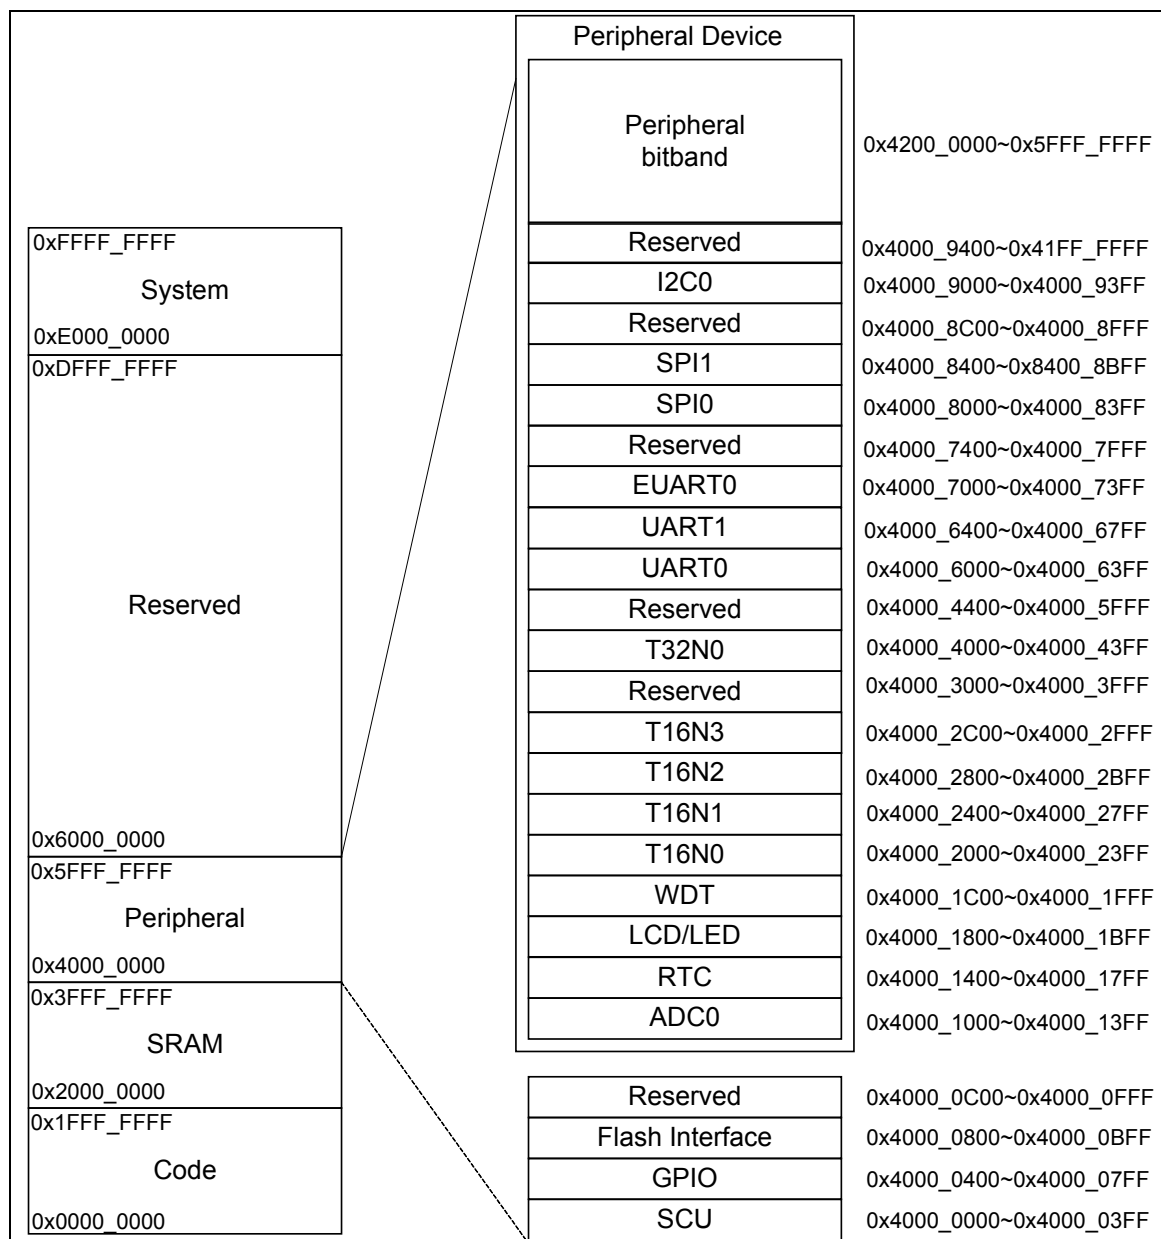 0xFFFF_FFFF
System
0xE000_0000
0xDFFF_FFFF
Reserved
0x6000_0000
0x5FFF_FFFF
Peripheral
0x4000_0000
0x3FFF_FFFF
SRAM
0x2000_0000
0x1FFF_FFFF
Code
0x0000_0000
Peripheral Device
Peripheral
bitband
0x4200_0000~0x5FFF_FFFF
Reserved 0x4000_9400~0x41FF_FFFF
I2C0 0x4000_9000~0x4000_93FF
Reserved 0x4000_8C00~0x4000_8FFF
SPI1 0x4000_8400~0x8400_8BFF
SPI0 0x4000_8000~0x4000_83FF
Reserved 0x4000_7400~0x4000_7FFF
EUART0 0x4000_7000~0x4000_73FF
UART1 0x4000_6400~0x4000_67FF
UART0 0x4000_6000~0x4000_63FF
Reserved 0x4000_4400~0x4000_5FFF
T32N0 0x4000_4000~0x4000_43FF
Reserved 0x4000_3000~0x4000_3FFF
T16N3 0x4000_2C00~0x4000_2FFF
T16N2 0x4000_2800~0x4000_2BFF
T16N1 0x4000_2400~0x4000_27FF
T16N0 0x4000_2000~0x4000_23FF
WDT 0x4000_1C00~0x4000_1FFF
LCD/LED 0x4000_1800~0x4000_1BFF
RTC 0x4000_1400~0x4000_17FF
ADC0 0x4000_1000~0x4000_13FF
Reserved 0x4000_0C00~0x4000_0FFF
Flash Interface 0x4000_0800~0x4000_0BFF
GPIO 0x4000_0400~0x4000_07FF
SCU 0x4000_0000~0x4000_03FF